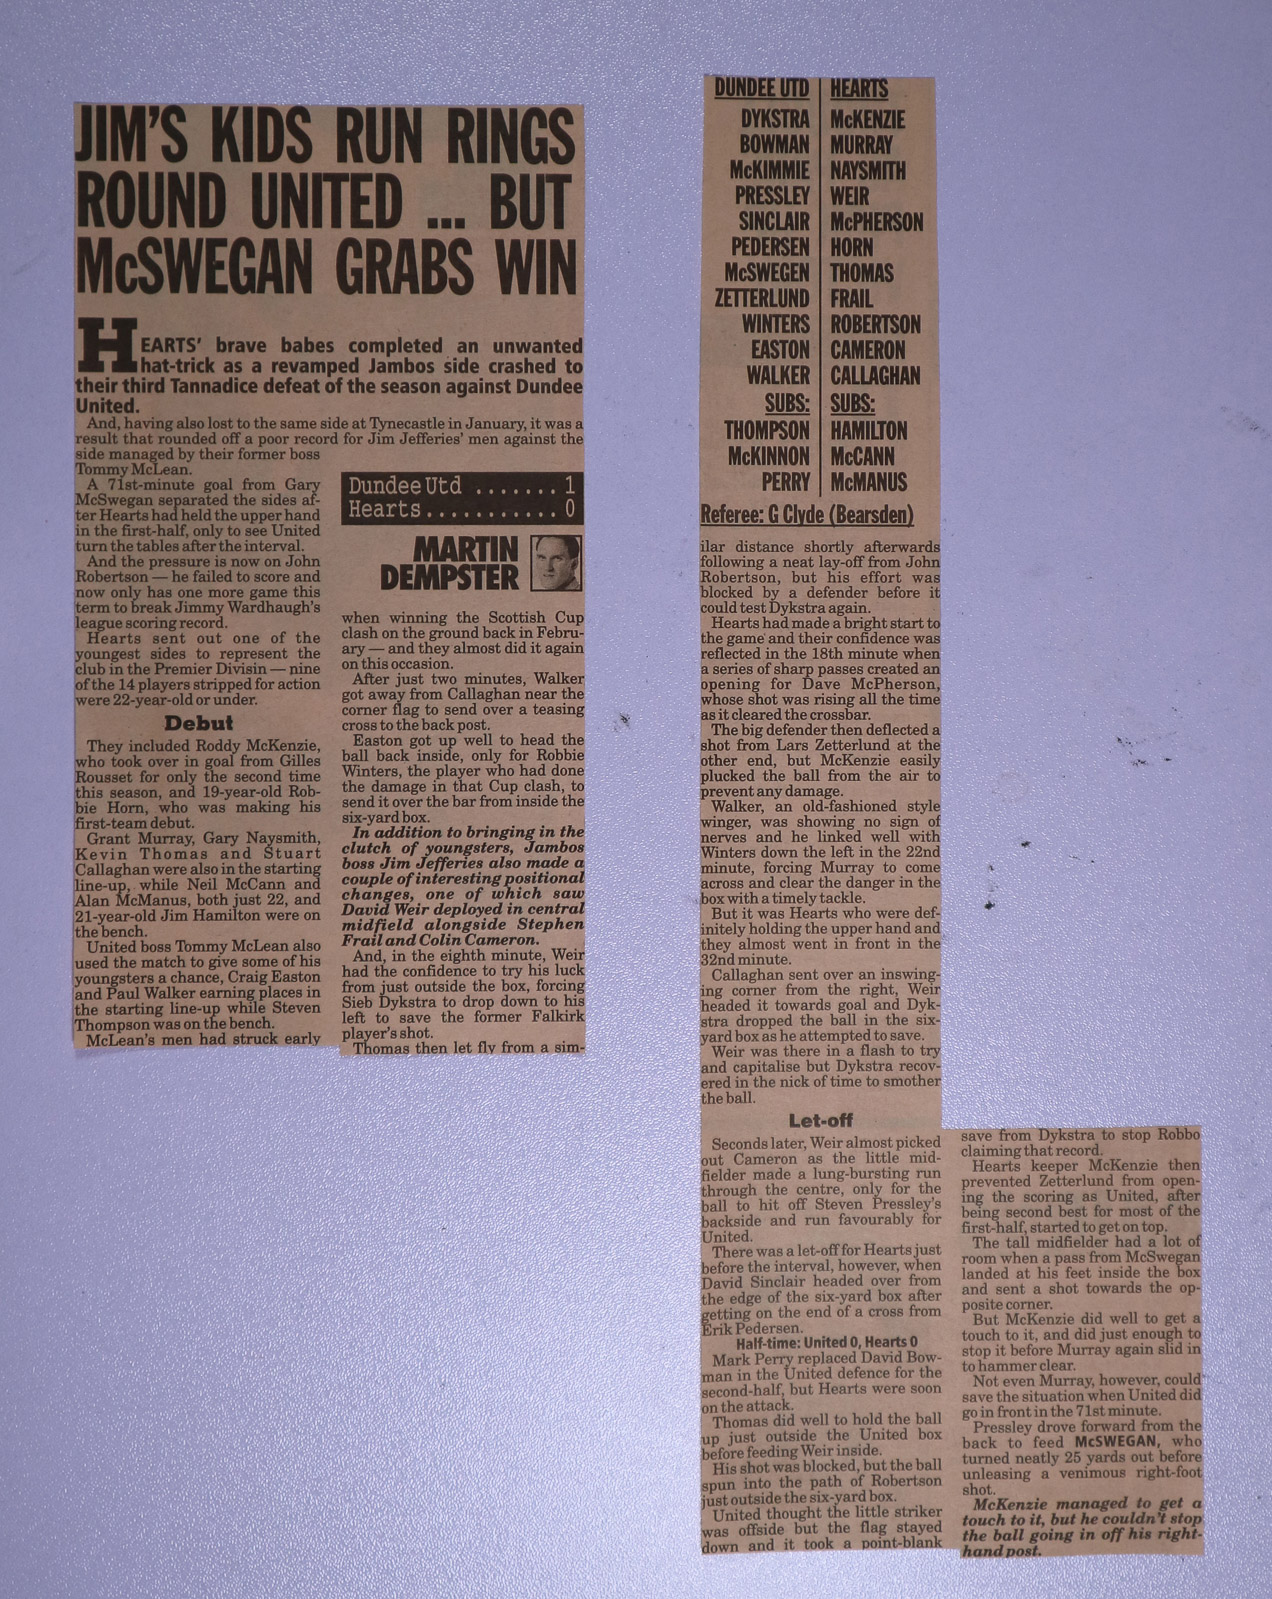 JIM'S KIDS RUN RINGS
ROUND UNITED ... BUT
McSWEGAN GRABS WIN
HEARTS' brave babes completed an unwanted
hat-trick as a revamped Jambos side crashed to
their third Tannadice defeat of the season against Dundee
United.
And, having also lost to the same side at Tynecastle in January, it was a
result that rounded off a poor record for Jim Jefferies' men against the
side managed by their former boss
Tommy McLean.
A 71st-minute goal from Gary
McSwegan separated the sides af-
ter Hearts had held the upper hand
in the first-half, only to see United
turn the tables after the interval.
And the pressure is now on John
Robertson — he failed to score and
now only has one more game this
term to break Jimmy Wardhaugh's
league scoring record.
Hearts sent out one of the
youngest sides to represent the
club in the Premier Divisin — nine
of the 14 players stripped for action
were 22-year-old or under.
Debut
They included Roddy McKenzie,
who took over in goal from Gilles
Rousset for only the second time
this season, and 19-year-old Rob-
bie Horn, who was making his
first-team debut.
Grant Murray, Gary Naysmith,
Kevin Thomas and Stuart
Callaghan were also in the starting
line-up, while Neil McCann and
Alan McManus, both just 22, and
21-year-old Jim Hamilton were on
the bench.
United boss Tommy McLean also
used the match to give some of his
youngsters a chance, Craig Easton
and Paul Walker earning places in
the starting line-up while Steven
Thompson was on the bench.
McLean's men had struck early
Dundee Utd ....... 1
Hearts ........... 0
MARTIN
DEMPSTER
when winning the Scottish Cup
clash on the ground back in Febru-
ary — and they almost did it again
on this occasion.
After just two minutes, Walker
got away from Callaghan near the
corner flag to send over a teasing
cross to the back post.
Easton got up well to head the
ball back inside, only for Robbie
Winters, the player who had done
the damage in that Cup clash, to
send it over the bar from inside the
six-yard box.
In addition to bringing in the
clutch of youngsters, Jambos
boss Jim Jefferies also made a
couple of interesting positional
changes, one of which saw
David Weir deployed in central
midfield alongside Stephen
Frail and Colin Cameron.
And, in the eighth minute, Weir
had the confidence to try his luck
from just outside the box, forcing
Sieb Dykstra to drop down to his
left to save the former Falkirk
player's shot.
Thomas then let fly from a sim-
DUNDEE UTD HEARTS
DYKSTRA McKENZIE
BOWMAN MURRAY
McKIMMIE NAYSMITH
PRESSLEY WEIR
SINCLAIR McPHERSON
PEDERSEN HORN
McSWEGEN THOMAS
ZETTERLUND FRAIL
WINTERS ROBERTSON
EASTON CAMERON
WALKER CALLAGHAN
SUBS: SUBS:
THOMPSON HAMILTON
McKINNON McCANN
PERRY McMANUS
Referee: G Clyde (Bearsden)
ilar distance shortly afterwards
following a neat lay-off from John
Robertson, but his effort was
blocked by a defender before it
could test Dykstra again.
Hearts had made a bright start to
the game and their confidence was
reflected in the 18th minute when
a series of sharp passes created an
opening for Dave McPherson,
whose shot was rising all the time
as it cleared the crossbar.
The big defender then deflected a
shot from Lars Zetterlund at the
other end, but McKenzie easily
plucked the ball from the air to
prevent any damage.
Walker, an old-fashioned style
winger, was showing no sign of
nerves and he linked well with
Winters down the left in the 22nd
minute, forcing Murray to come
across and clear the danger in the
box with a timely tackle.
But it was Hearts who were def-
initely holding the upper hand and
they almost went in front in the
32nd minute.
Callaghan sent over an inswing-
ing corner from the right, Weir
headed it towards goal and Dyk-
stra dropped the ball in the six-
yard box as he attempted to save.
Weir was there in a flash to try
and capitalise but Dykstra recov-
ered in the nick of time to smother
the ball.
Let-off
Seconds later, Weir almost picked
out Cameron as the little mid-
fielder made a lung-bursting run
through the centre, only for the
ball to hit off Steven Pressley's
backside and run favourably for
United.
There was a let-off for Hearts just
before the interval, however, when
David Sinclair headed over from
the edge of the six-yard box after
getting on the end of a cross from
Erik Pedersen.
Half-time: United 0, Hearts 0
Mark Perry replaced David Bow-
man in the United defence for the
second-half, but Hearts were soon
on the attack.
Thomas did well to hold the ball
up just outside the United box
before feeding Weir inside.
His shot was blocked, but the ball
spun into the path of Robertson
just outside the six-yard box.
United thought the little striker
was offside but the flag stayed
down and it took a point-blank
save from Dykstra to stop Robbo
claiming that record.
Hearts keeper McKenzie then
prevented Zetterlund from open-
ing the scoring as United, after
being second best for most of the
first-half, started to get on top.
The tall midfielder had a lot of
room when a pass from McSwegan
landed at his feet inside the box
and sent a shot towards the op-
posite corner.
But McKenzie did well to get a
touch to it, and did just enough to
stop it before Murray again slid in
to hammer clear.
Not even Murray, however, could
save the situation when United did
go in front in the 71st minute.
Pressley drove forward from the
back to feed McSWEGAN, who
turned neatly 25 yards out before
unleasing a venimous right-foot
shot.
McKenzie managed to get a
touch to it, but he couldn't stop
the ball going in off his right-
hand post.